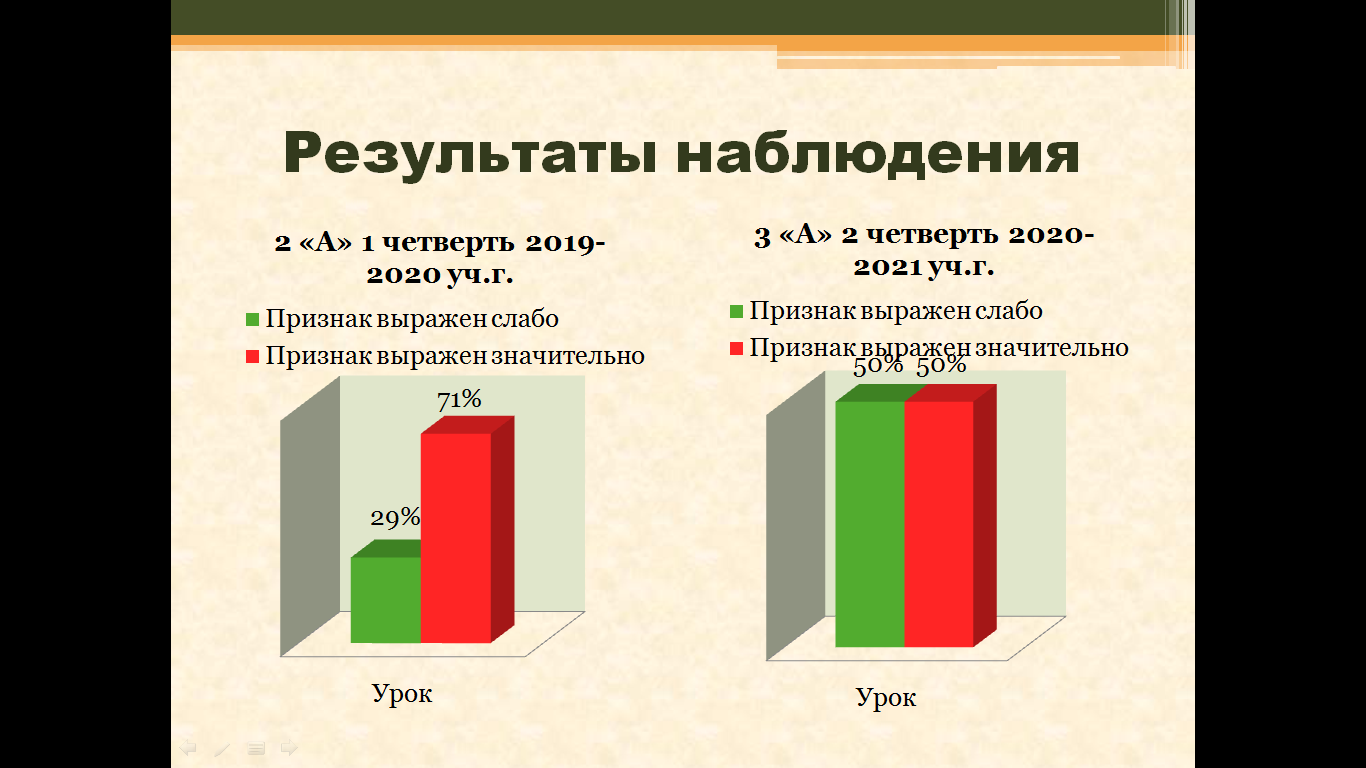 Результаты наблюдения
2 «А» 1 четверть 2019-
2020 уч.г.
Признак выражен слабо
Признак выражен значительно
71%
29%
Урок
3 «А» 2 четверть 2020-
2021 уч.г.
Признак выражен слабо
Признак выражен значительно
50% 50%
Урок